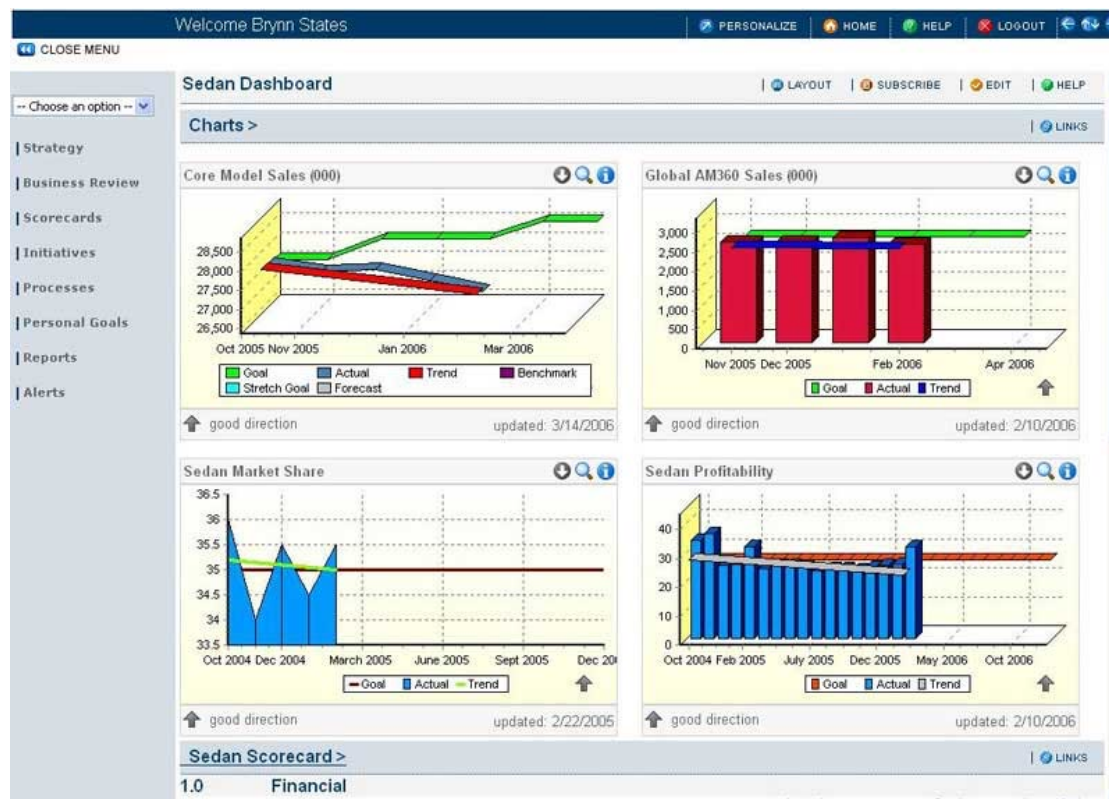 Welcome Brynn States
PERSONALIZE
HOME
HELP
LOGOUT
CLOSE MENU
-- Choose an option --
Strategy
Business Review
Scorecards
Initiatives
Processes
Personal Goals
Reports
Alerts
Sedan Dashboard
LAYOUT
SUBSCRIBE
EDIT
HELP
Charts >
LINKS
Core Model Sales (000)
28,500
28,000
27,500
27,000
26,500
Oct 2005 Nov 2005 Jan 2006 Mar 2006
Goal Actual Trend Benchmark
Stretch Goal Forecast
good direction updated: 3/14/2006
Global AM360 Sales (000)
3,000
2,500
2,000
1,500
1,000
500
0
Nov 2005 Dec 2005 Feb 2006 Apr 2006
Goal Actual Trend
good direction updated: 2/10/2006
Sedan Market Share
36.5
36
35.5
35
34.5
34
33.5
Oct 2004 Dec 2004 March 2005 June 2005 Sept 2005 Dec 20
Goal Actual Trend
good direction updated: 2/22/2005
Sedan Profitability
40
30
20
10
0
Oct 2004 Feb 2005 July 2005 Dec 2005 May 2006 Oct 2006
Goal Actual Trend
good direction updated: 2/10/2006
Sedan Scorecard >
LINKS
1.0 Financial